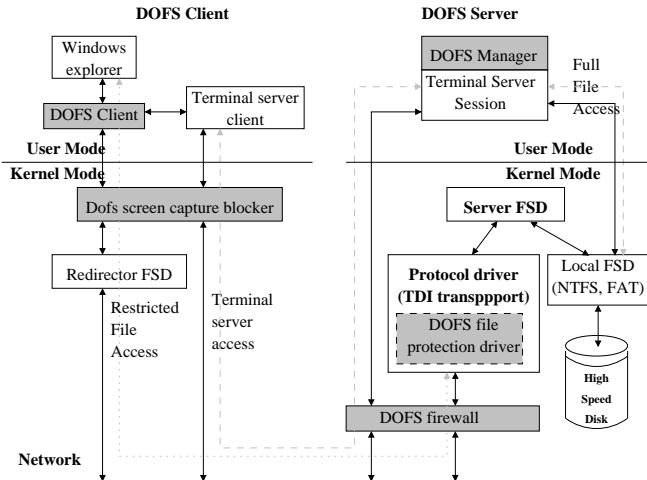 DOFS Client
DOFS Server
Windows
explorer
DOFS Client
Terminal server
client
User Mode
Kernel Mode
Dofs screen capture blocker
Redirector FSD
Restricted
File
Access
Terminal
server
access
Network
DOFS Manager
Terminal Server
Session
Full
File
Access
User Mode
Kernel Mode
Server FSD
Protocol driver
(TDI transppport)
DOFS file
protection driver
Local FSD
(NTFS, FAT)
High
Speed
Disk
DOFS firewall